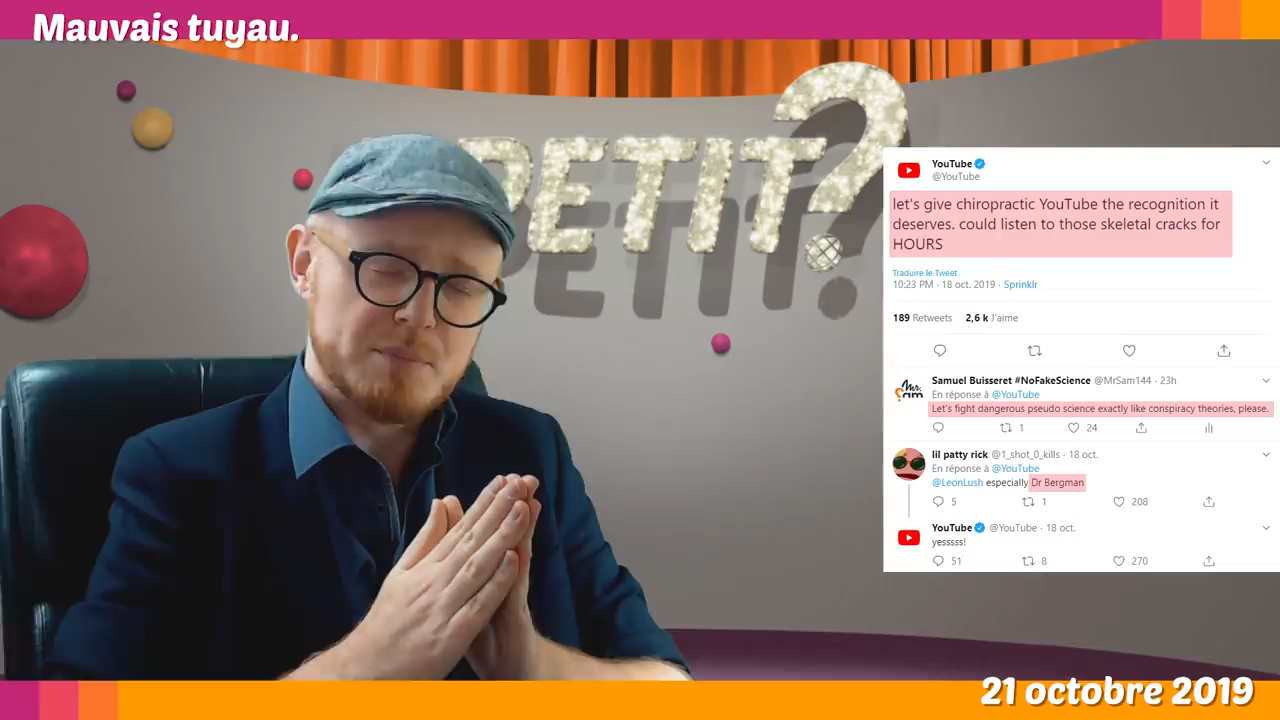 Mauvais tuyau.
PETIT?
YouTube
@YouTube
let's give chiropractic YouTube the recognition it
deserves. could listen to those skeletal cracks for
HOURS
Traduire le Tweet
10:23 PM · 18 oct. 2019 · Sprinklr
189 Retweets 2,6 k J'aime
Mr. Sam
Samuel Buisseret #NoFakeScience @MrSam144 · 23h
En réponse à @YouTube
Let's fight dangerous pseudo science exactly like conspiracy theories, please.
1 24
lil patty rick @1_shot_0_kills · 18 oct.
En réponse à @YouTube
@LeonLush especially Dr Bergman
5 1 208
YouTube @YouTube · 18 oct.
yesssss!
51 8 270
21 octobre 2019